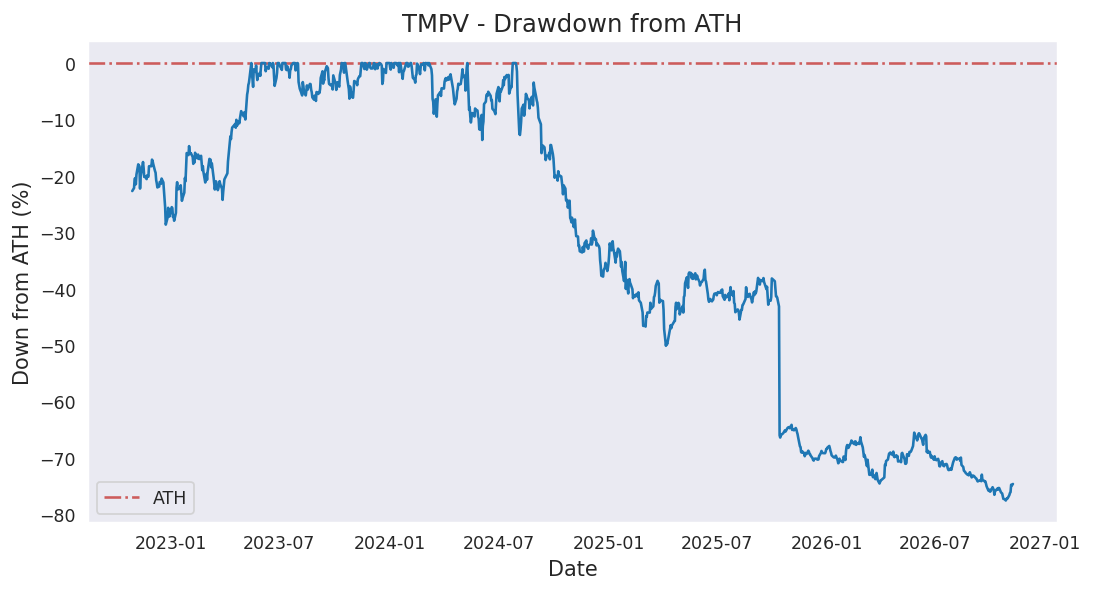 TMPV - Drawdown from ATH
Down from ATH (%)
0
−10
−20
−30
−40
−50
−60
−70
−80
ATH
2023-01 2023-07 2024-01 2024-07 2025-01 2025-07 2026-01 2026-07 2027-01
Date